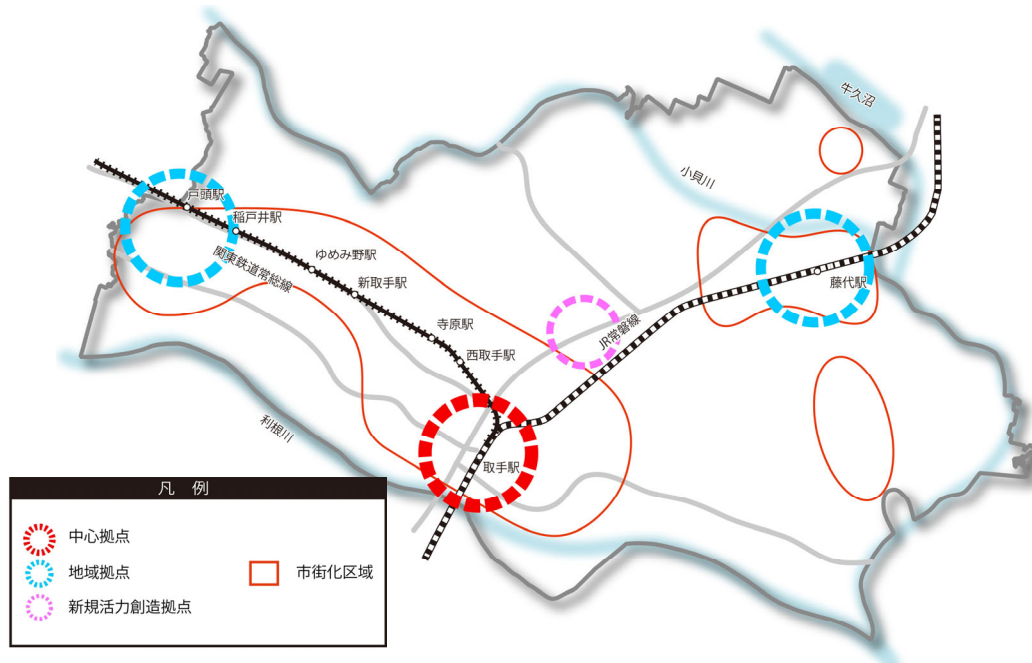 牛久沼
小貝川
戸頭駅
稲戸井駅
ゆめみ野駅
関東鉄道常総線
新取手駅
藤代駅
寺原駅
JR常磐線
西取手駅
利根川
取手駅
凡 例
中心拠点
地域拠点
市街化区域
新規活力創造拠点